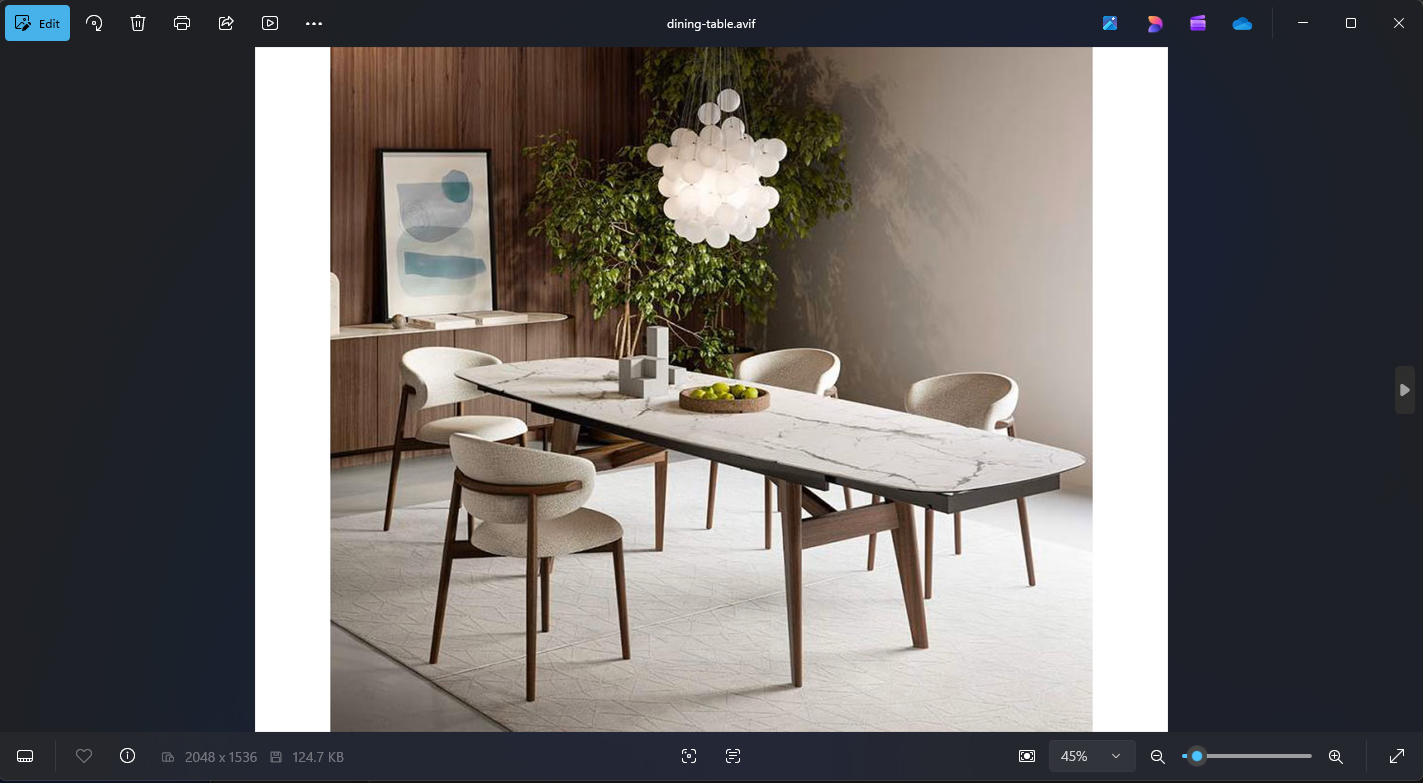 Edit
dining-table.avif
2048 x 1536
124.7 KB
45%